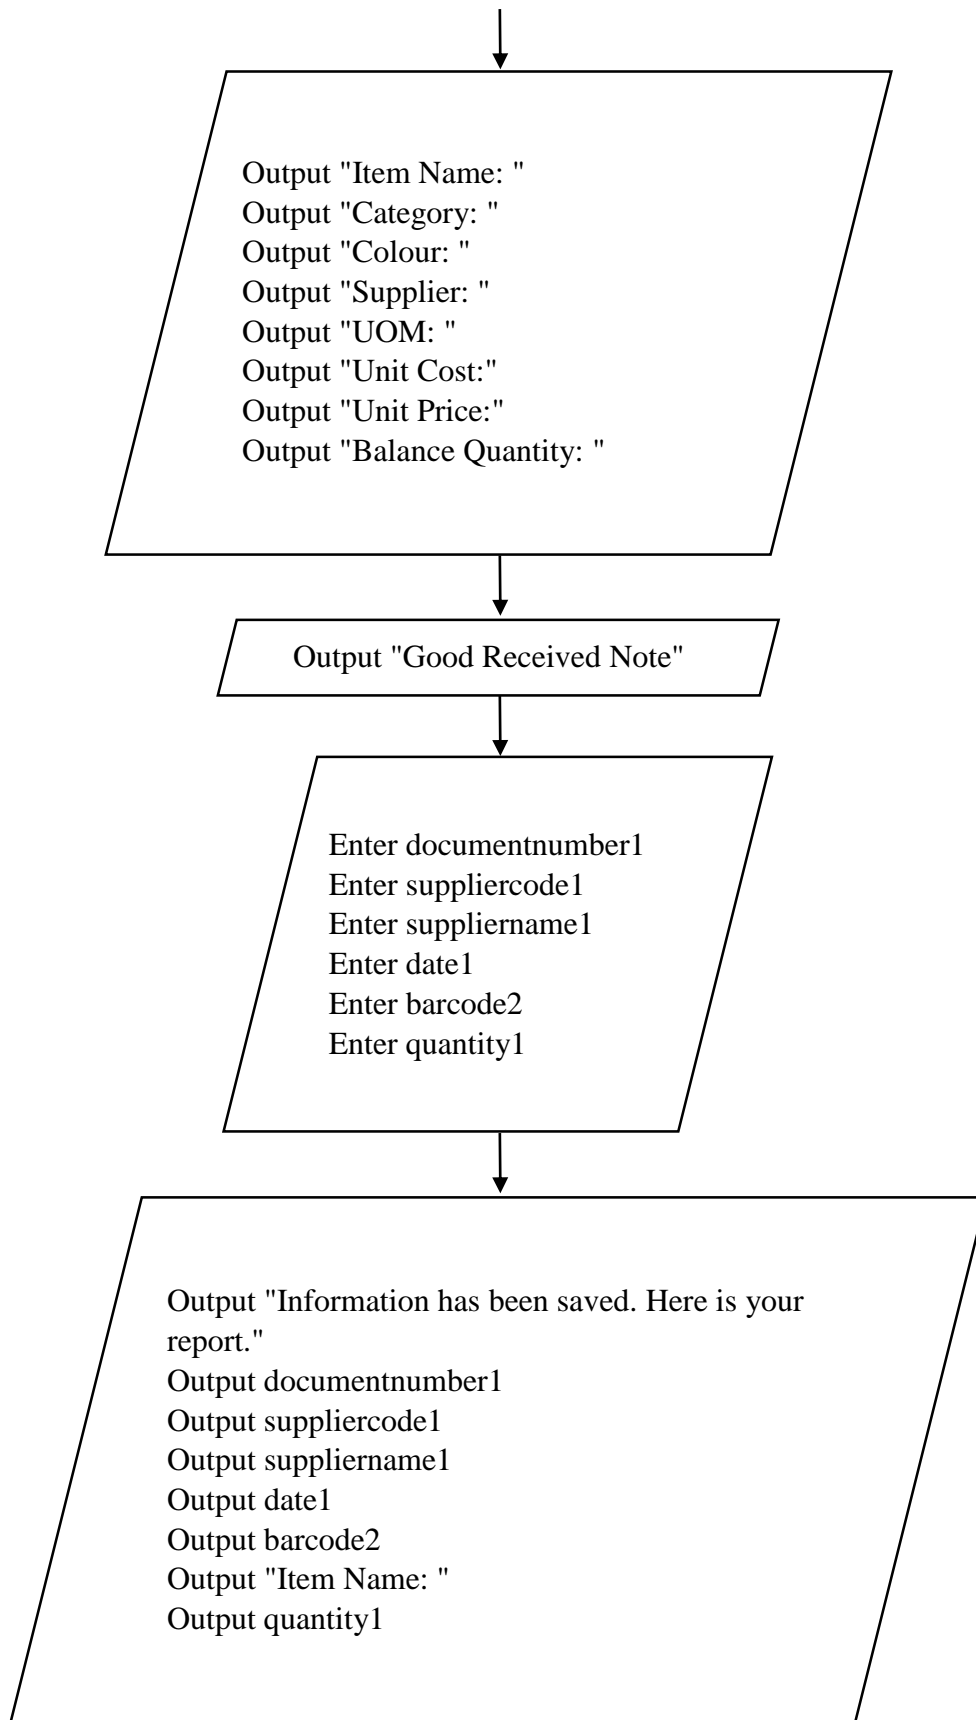 Output "Item Name: "
Output "Category: "
Output "Colour: "
Output "Supplier: "
Output "UOM: "
Output "Unit Cost:"
Output "Unit Price:"
Output "Balance Quantity: "
Output "Good Received Note"
Enter documentnumber1
Enter suppliercode1
Enter suppliername1
Enter date1
Enter barcode2
Enter quantity1
Output "Information has been saved. Here is your
report."
Output documentnumber1
Output suppliercode1
Output suppliername1
Output date1
Output barcode2
Output "Item Name: "
Output quantity1